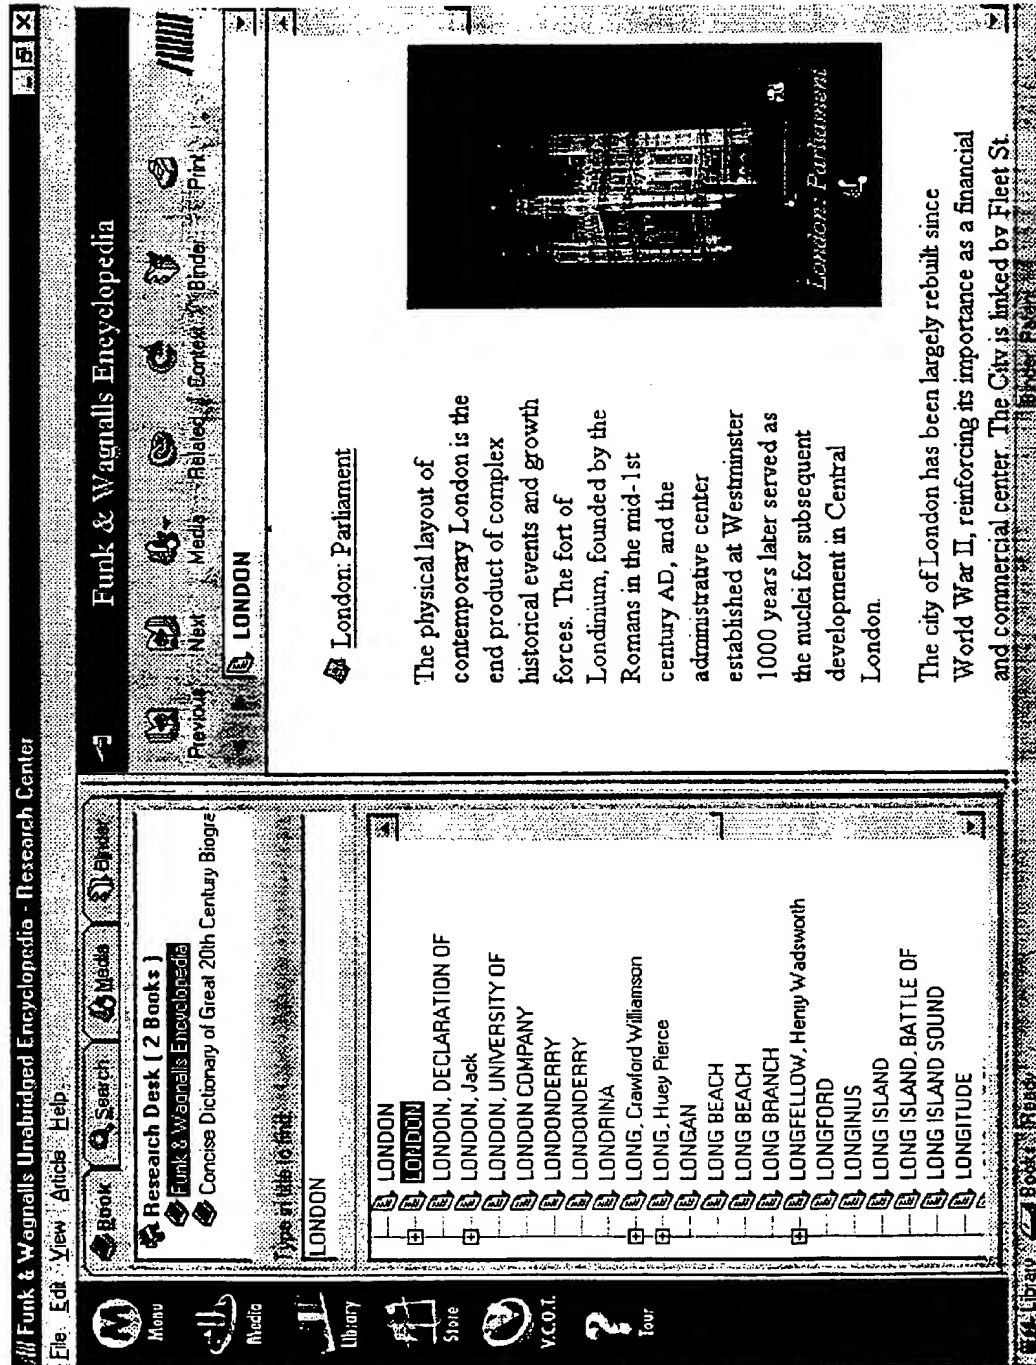 Funk & Wagnalls Unabridged Encyclopedia - Research Center
File Edit View Article Help
Menu
Media
Library
Store
V.C.O.T.
Tour
Book Search Media Binder
Research Desk ( 2 Books )
Funk & Wagnalls Encyclopedia
Concise Dictionary of Great 20th Century Biogra
Type in title to find:
LONDON
LONDON
LONDON
LONDON, DECLARATION OF
LONDON, Jack
LONDON, UNIVERSITY OF
LONDON COMPANY
LONDONDERRY
LONDONDERRY
LONDRINA
LONG, Crawford Williamson
LONG, Huey Pierce
LONGAN
LONG BEACH
LONG BEACH
LONG BRANCH
LONGFELLOW, Henry Wadsworth
LONGFORD
LONGINUS
LONG ISLAND
LONG ISLAND, BATTLE OF
LONG ISLAND SOUND
LONGITUDE
Funk & Wagnalls Encyclopedia
Previous Next Media Related Context Binder Print
LONDON
London: Parliament
The physical layout of
contemporary London is the
end product of complex
historical events and growth
forces. The fort of
Londinium, founded by the
Romans in the mid-1st
century AD, and the
administrative center
established at Westminster
1000 years later served as
the nuclei for subsequent
development in Central
London.
London: Parliament
The city of London has been largely rebuilt since
World War II, reinforcing its importance as a financial
and commercial center. The City is linked by Fleet St.
Library Book: Ready
Binder: Ready